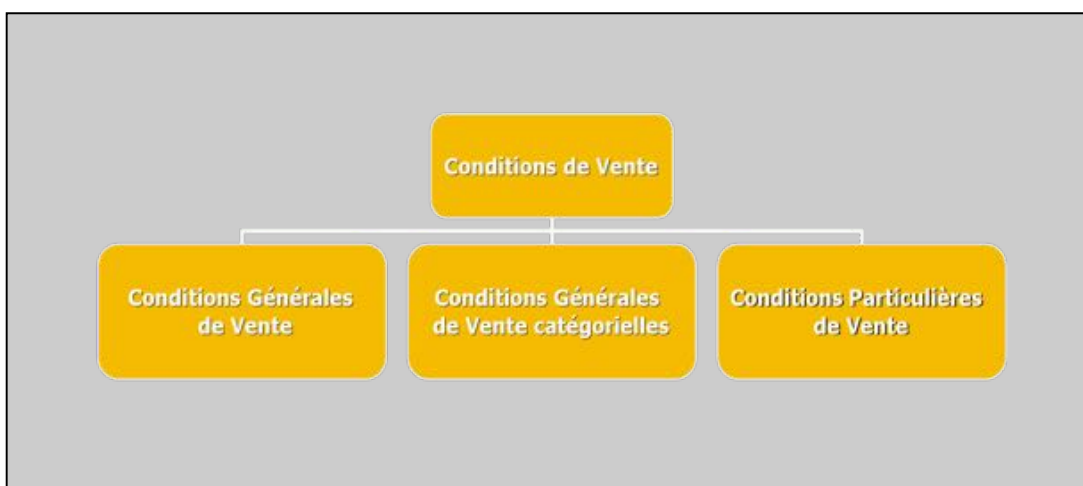 Conditions de Vente
Conditions Générales
de Vente
Conditions Générales
de Vente catégorielles
Conditions Particulières
de Vente